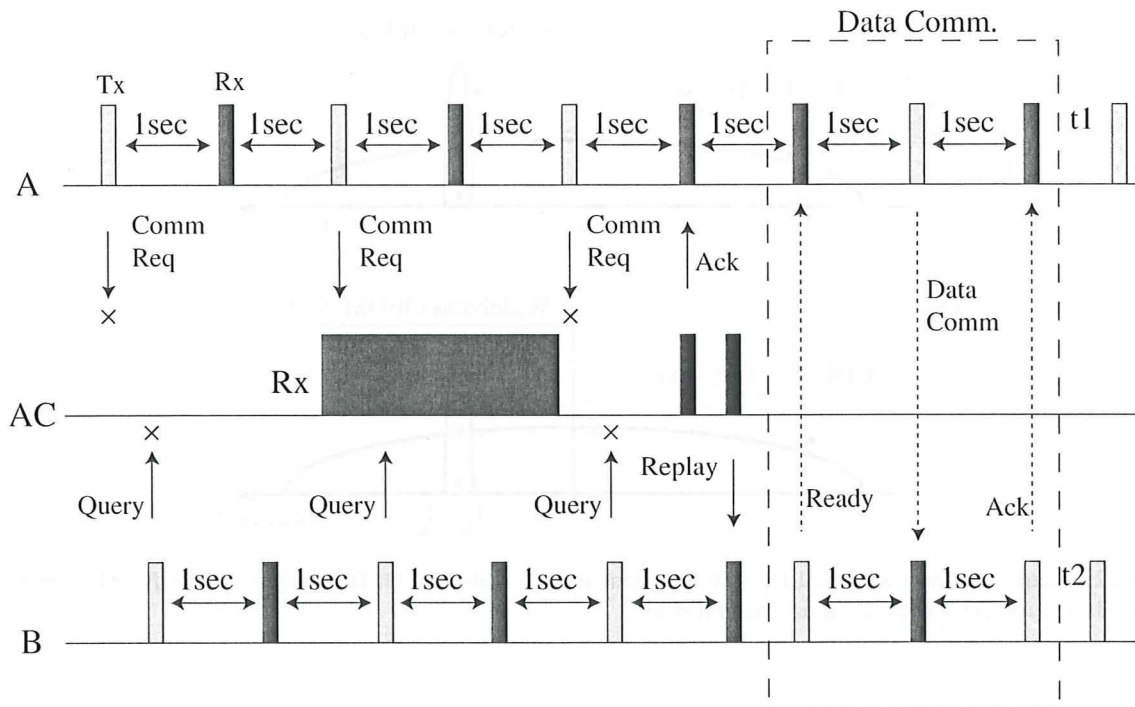 Data Comm.
Tx
Rx
1sec
1sec
1sec
1sec
1sec
1sec
1sec
1sec
t1
A
Comm
Req
Comm
Req
Comm
Req
Ack
Data
Comm
Rx
AC
Query
Query
Query
Replay
Ready
Ack
1sec
1sec
1sec
1sec
1sec
1sec
1sec
t2
B